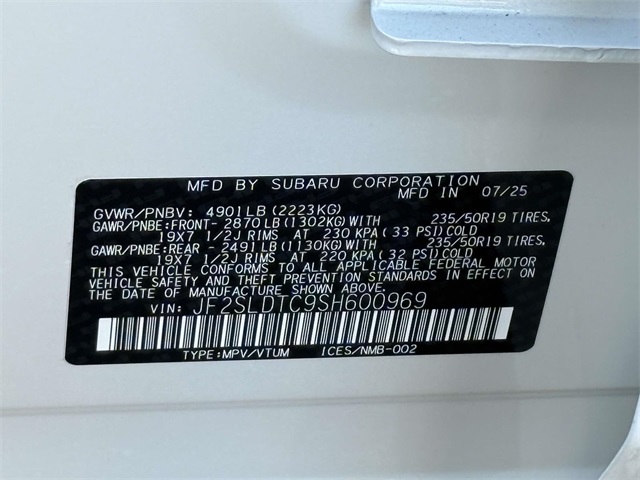 MFD BY SUBARU CORPORATION
MFD IN 07/25
GVWR/PNBV: 4901LB(2223KG)
GAWR/PNBE:FRONT- 2870LB(1302KG)WITH 235/50R19 TIRES,
19X7 1/2J RIMS AT 230 KPA(33 PSI)COLD
GAWR/PNBE:REAR - 2491LB(1130KG)WITH 235/50R19 TIRES,
19X7 1/2J RIMS AT 220 KPA(32 PSI)COLD
THIS VEHICLE CONFORMS TO ALL APPLICABLE FEDERAL MOTOR
VEHICLE SAFETY AND THEFT PREVENTION STANDARDS IN EFFECT
ON THE DATE OF MANUFACTURE SHOWN ABOVE.
VIN: JF2SLDTC9SH600969
TYPE:MPV/VTUM ICES/NMB-002